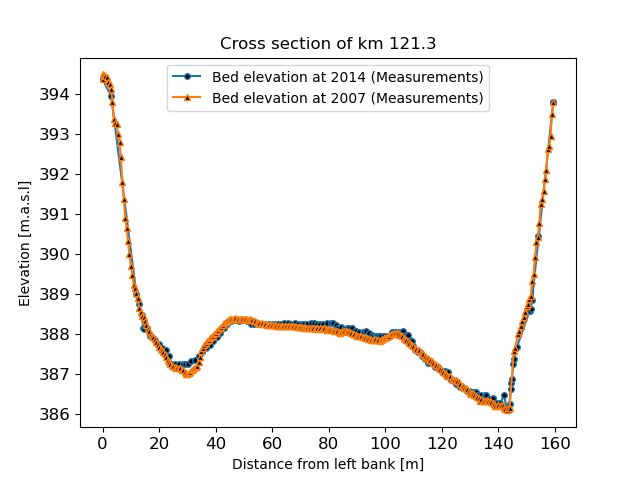 Cross section of km 121.3
Bed elevation at 2014 (Measurements)
Bed elevation at 2007 (Measurements)
Elevation [m.a.s.l]
394
393
392
391
390
389
388
387
386
0 20 40 60 80 100 120 140 160
Distance from left bank [m]